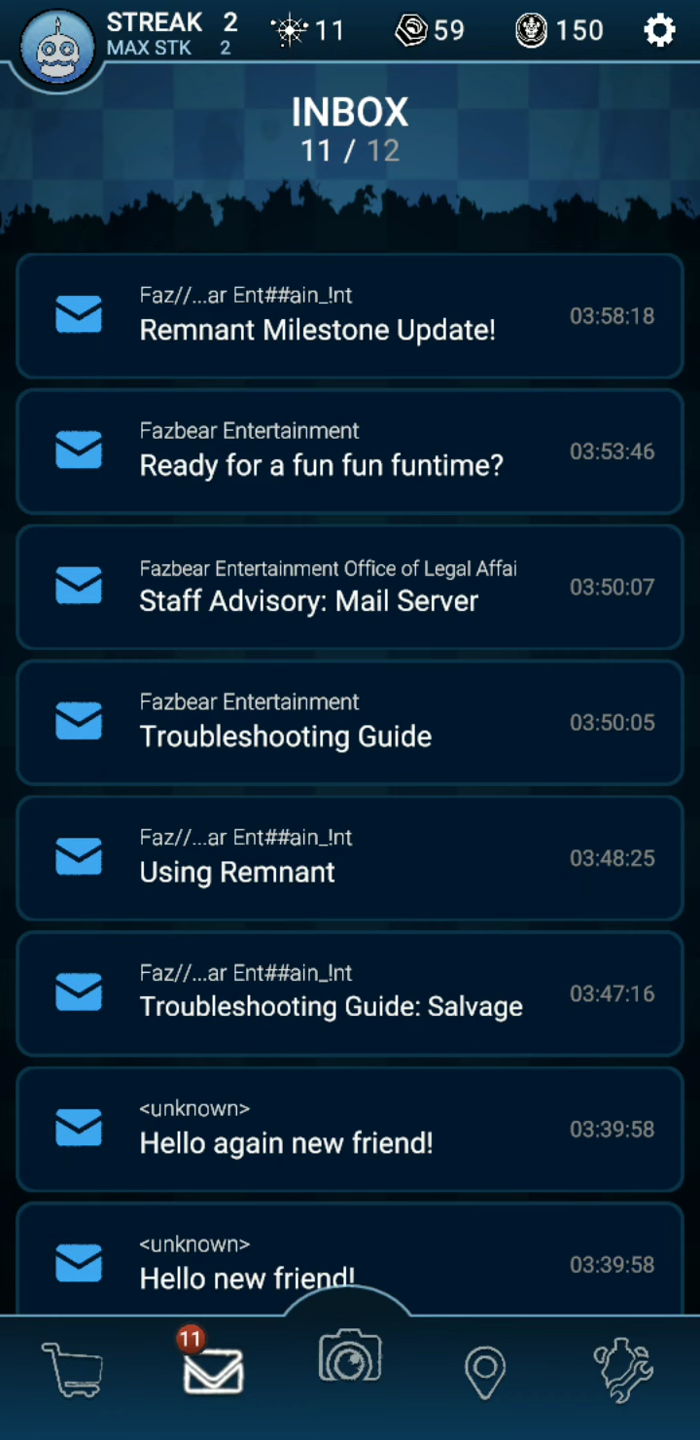 STREAK 2 11 59 150
MAX STK 2
INBOX
11 / 12
Faz//...ar Ent##ain_!nt
Remnant Milestone Update!
03:58:18
Fazbear Entertainment
Ready for a fun fun funtime?
03:53:46
Fazbear Entertainment Office of Legal Affai
Staff Advisory: Mail Server
03:50:07
Fazbear Entertainment
Troubleshooting Guide
03:50:05
Faz//...ar Ent##ain_!nt
Using Remnant
03:48:25
Faz//...ar Ent##ain_!nt
Troubleshooting Guide: Salvage
03:47:16
<unknown>
Hello again new friend!
03:39:58
<unknown>
Hello new friend!
03:39:58
11